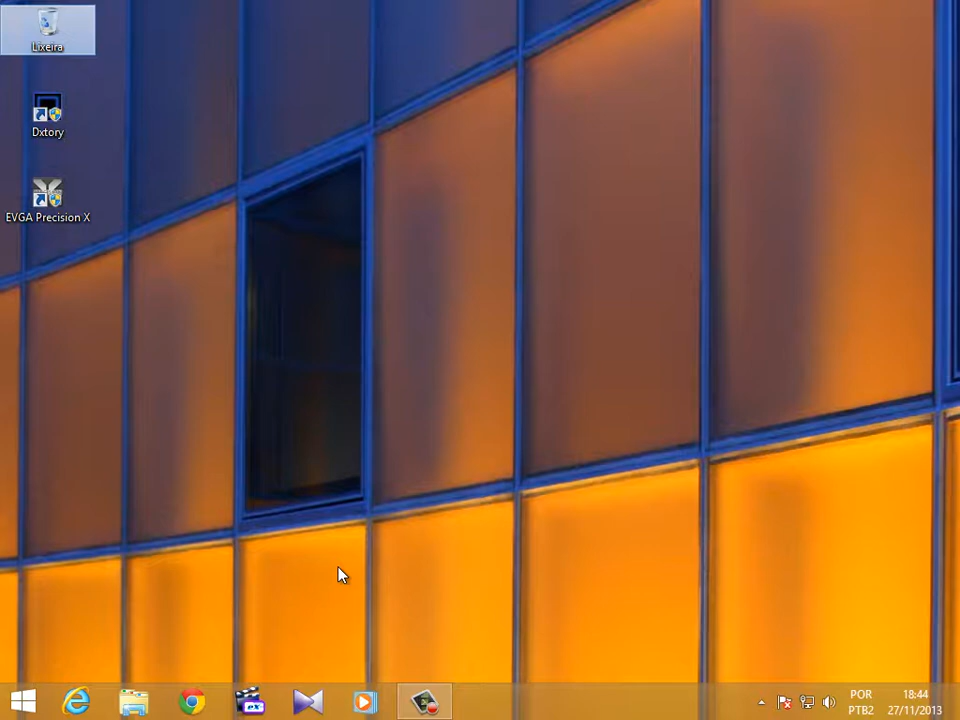 Lixeira
Dxtory
EVGA Precision X
POR
PTB2
18:44
27/11/2013